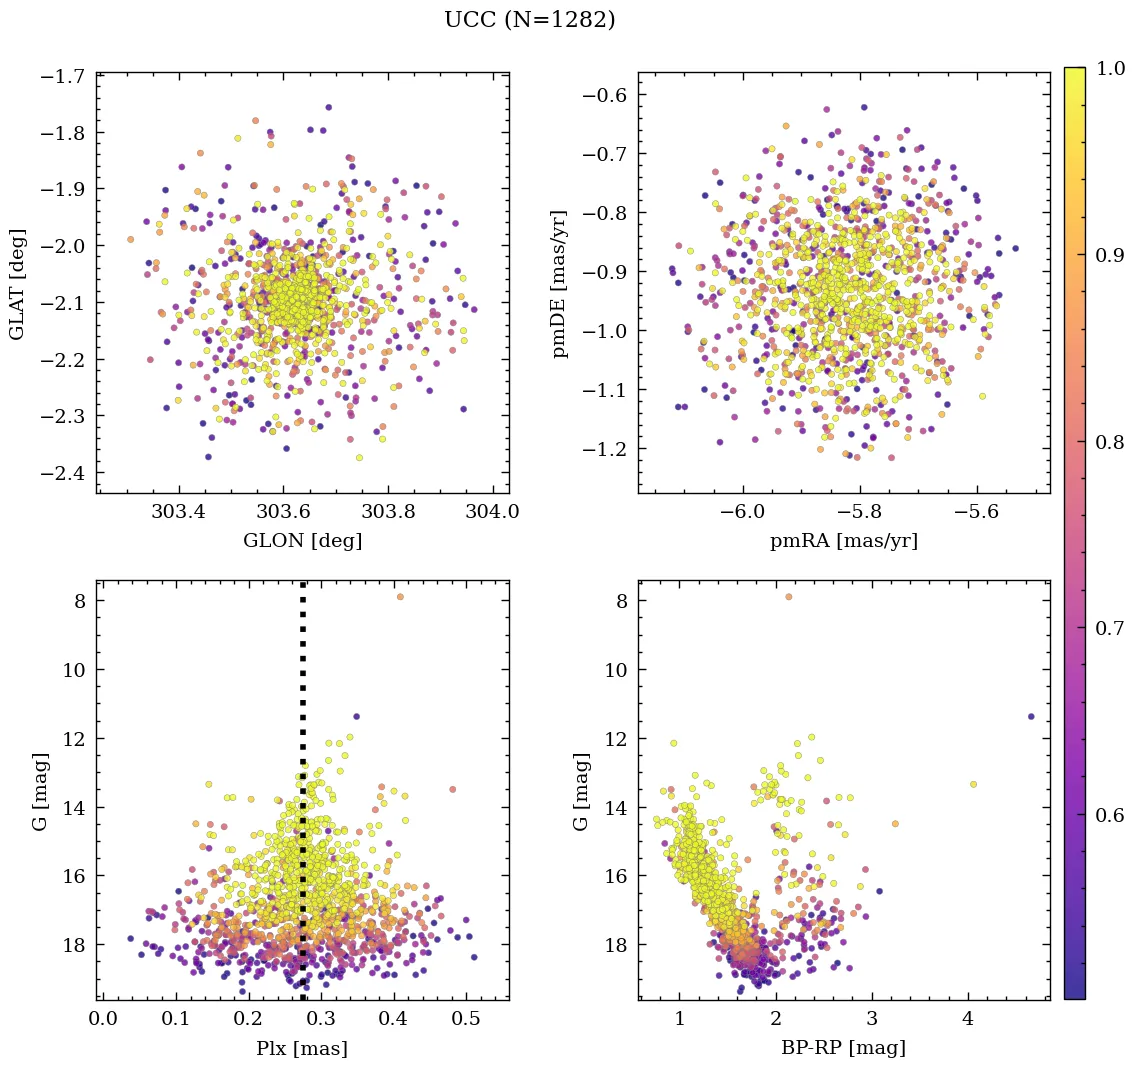 UCC (N=1282)
−1.7
−1.8
−1.9
−2.0
−2.1
−2.2
−2.3
−2.4
GLAT [deg]
303.4 303.6 303.8 304.0
GLON [deg]
−0.6
−0.7
−0.8
−0.9
−1.0
−1.1
−1.2
pmDE [mas/yr]
−6.0 −5.8 −5.6
pmRA [mas/yr]
1.0
0.9
0.8
0.7
0.6
8
10
12
14
16
18
G [mag]
0.0 0.1 0.2 0.3 0.4 0.5
Plx [mas]
8
10
12
14
16
18
G [mag]
1 2 3 4
BP-RP [mag]